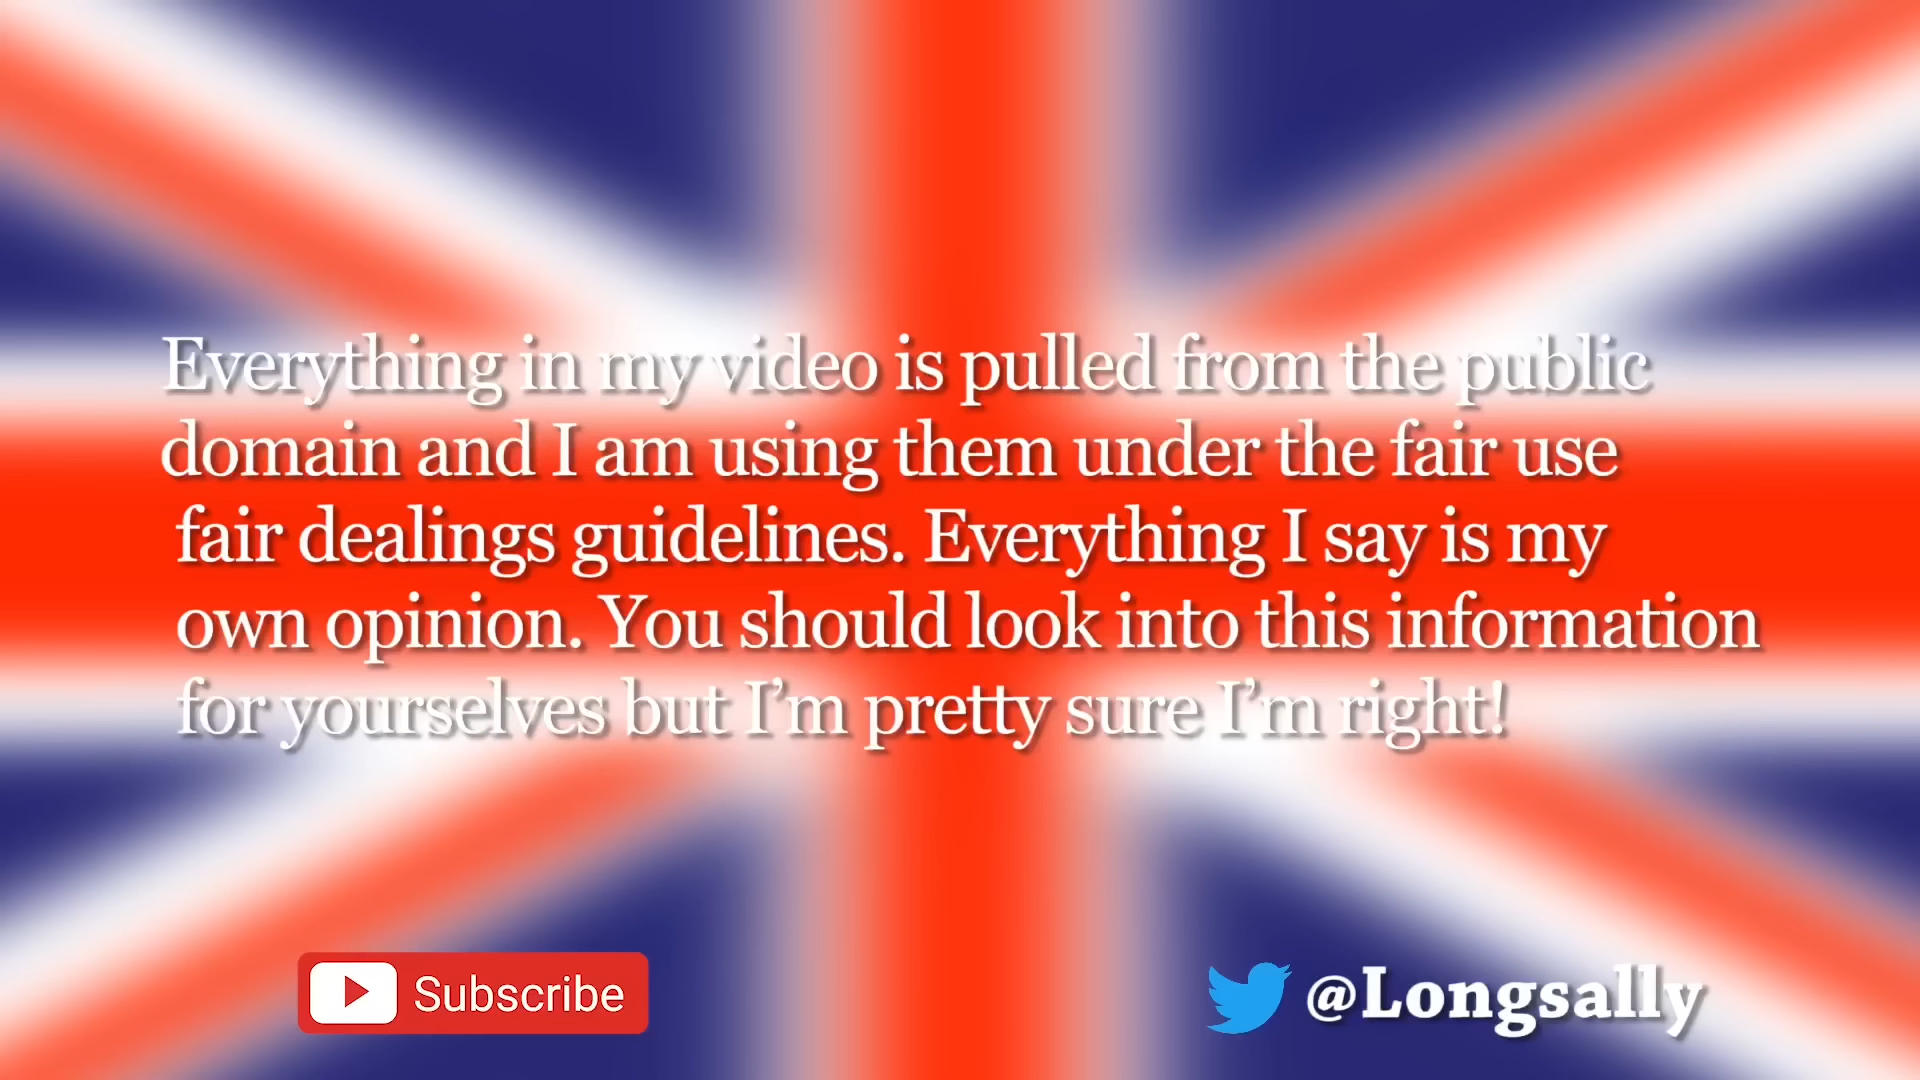 Everything in my video is pulled from the public
domain and I am using them under the fair use
fair dealings guidelines. Everything I say is my
own opinion. You should look into this information
for yourselves but I’m pretty sure I’m right!
Subscribe
@Longsally